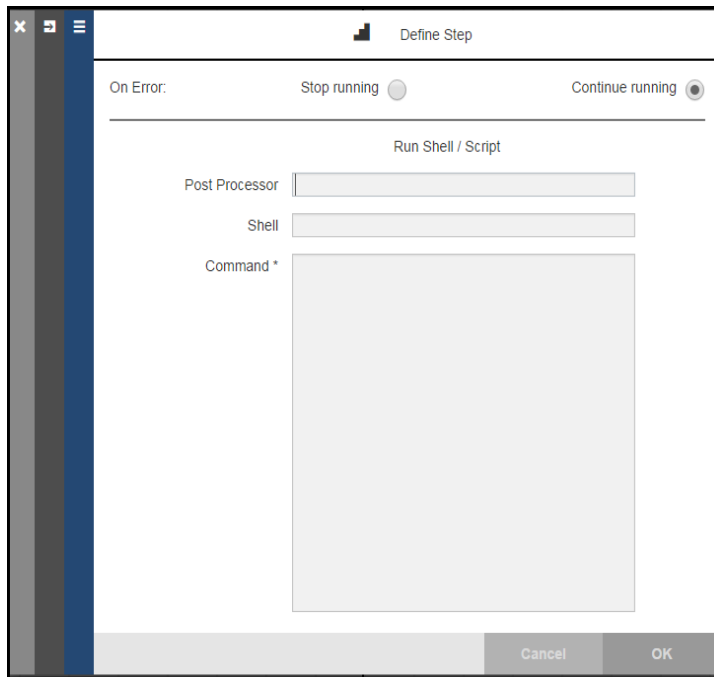 Define Step
On Error: Stop running Continue running
Run Shell / Script
Post Processor
Shell
Command *
Cancel OK